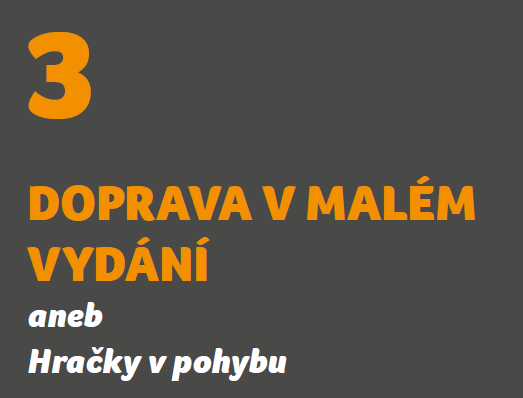 3
DOPRAVA V MALÉM
VYDÁNÍ
aneb
Hračky v pohybu